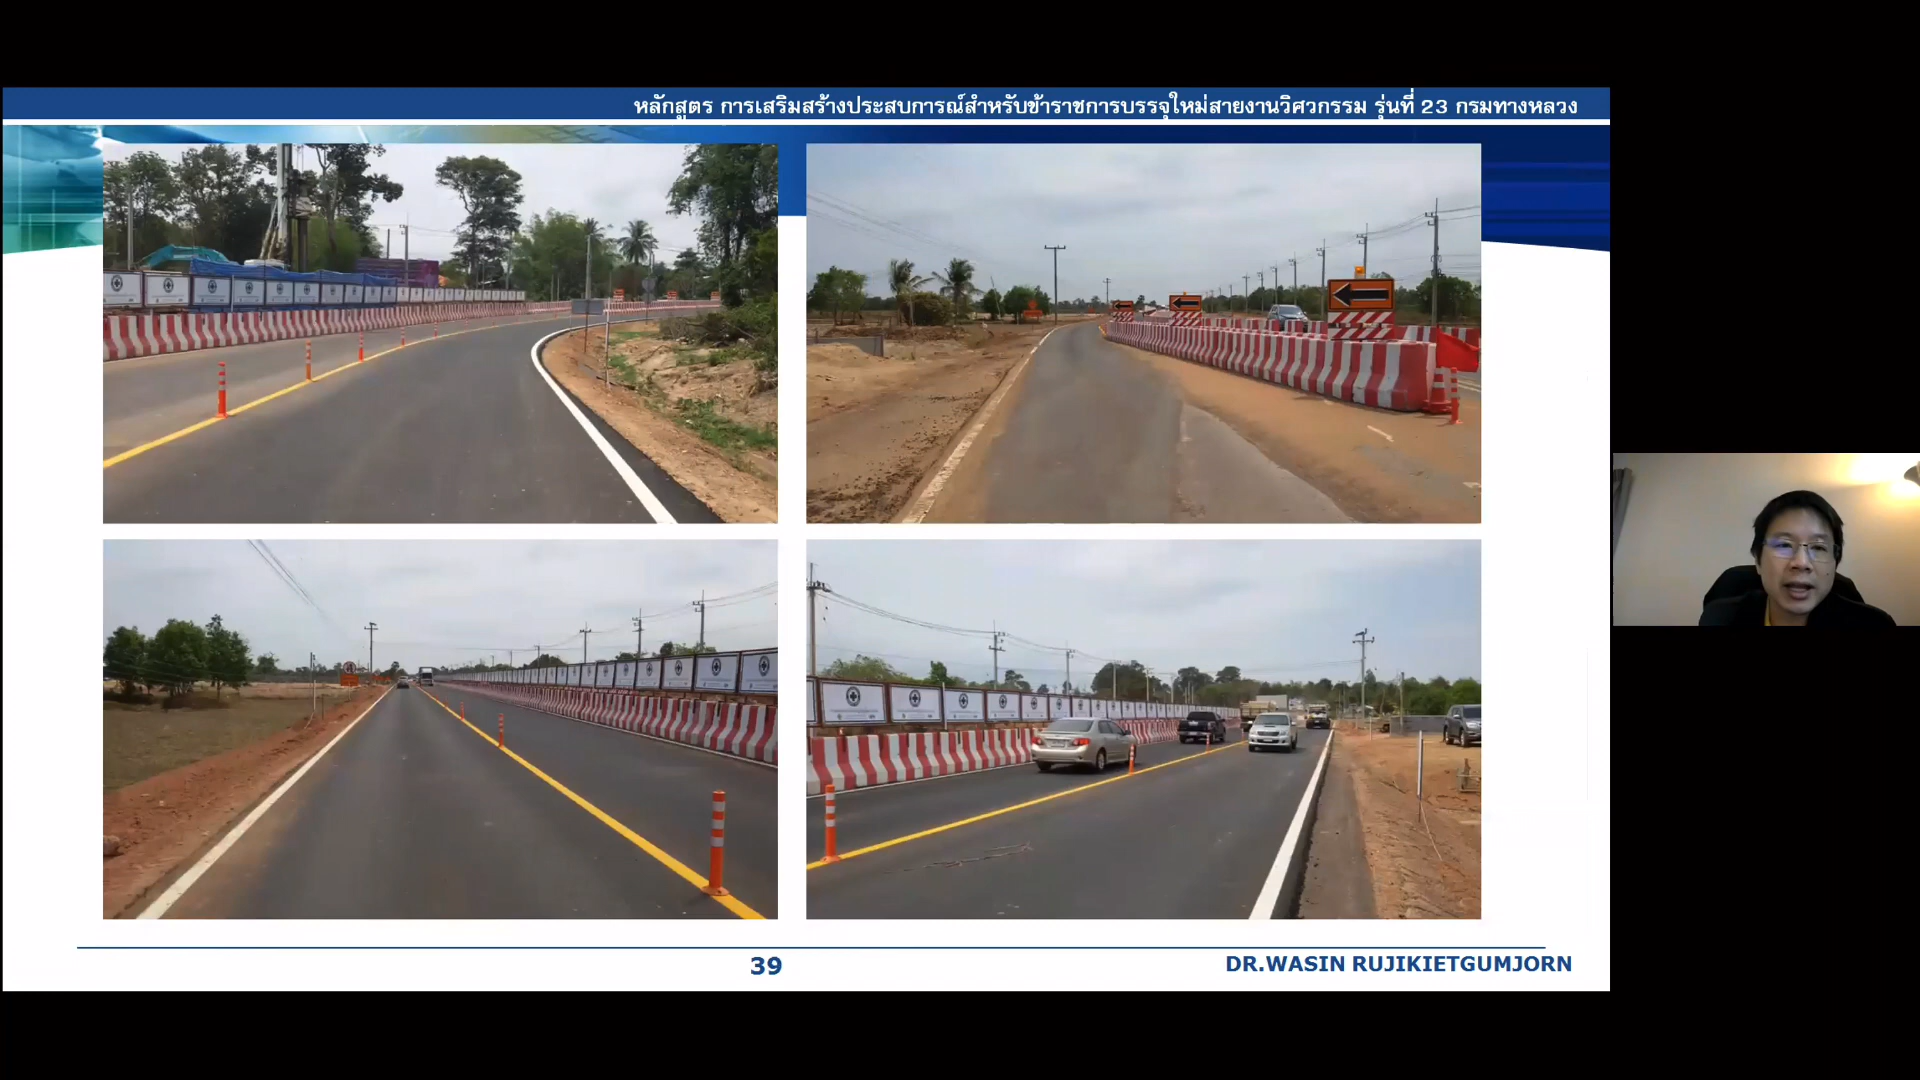 หลักสูตร การเสริมสร้างประสบการณ์สำหรับข้าราชการบรรจุใหม่สายงานวิศวกรรม รุ่นที่ 23 กรมทางหลวง
39
DR.WASIN RUJIKIETGUMJORN